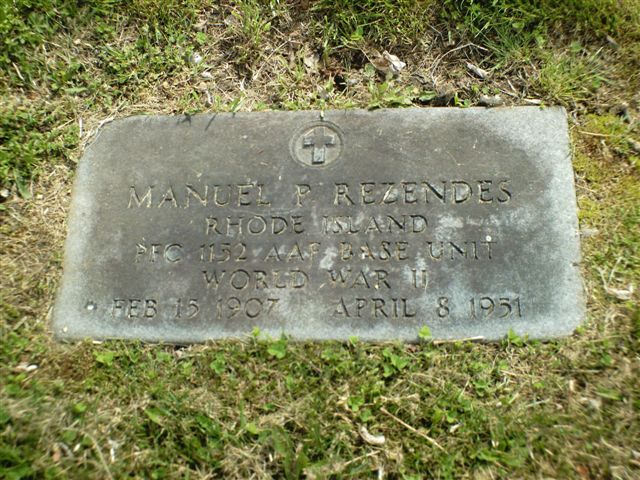 MANUEL P REZENDES
RHODE ISLAND
PFC 1152 AAF BASE UNIT
WORLD WAR II
FEB 15 1907 APRIL 8 1951